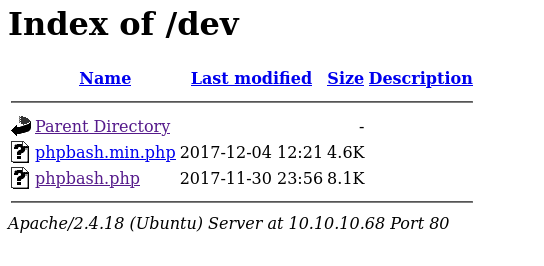 Index of /dev
Name Last modified Size Description
Parent Directory -
phpbash.min.php 2017-12-04 12:21 4.6K
phpbash.php 2017-11-30 23:56 8.1K
Apache/2.4.18 (Ubuntu) Server at 10.10.10.68 Port 80